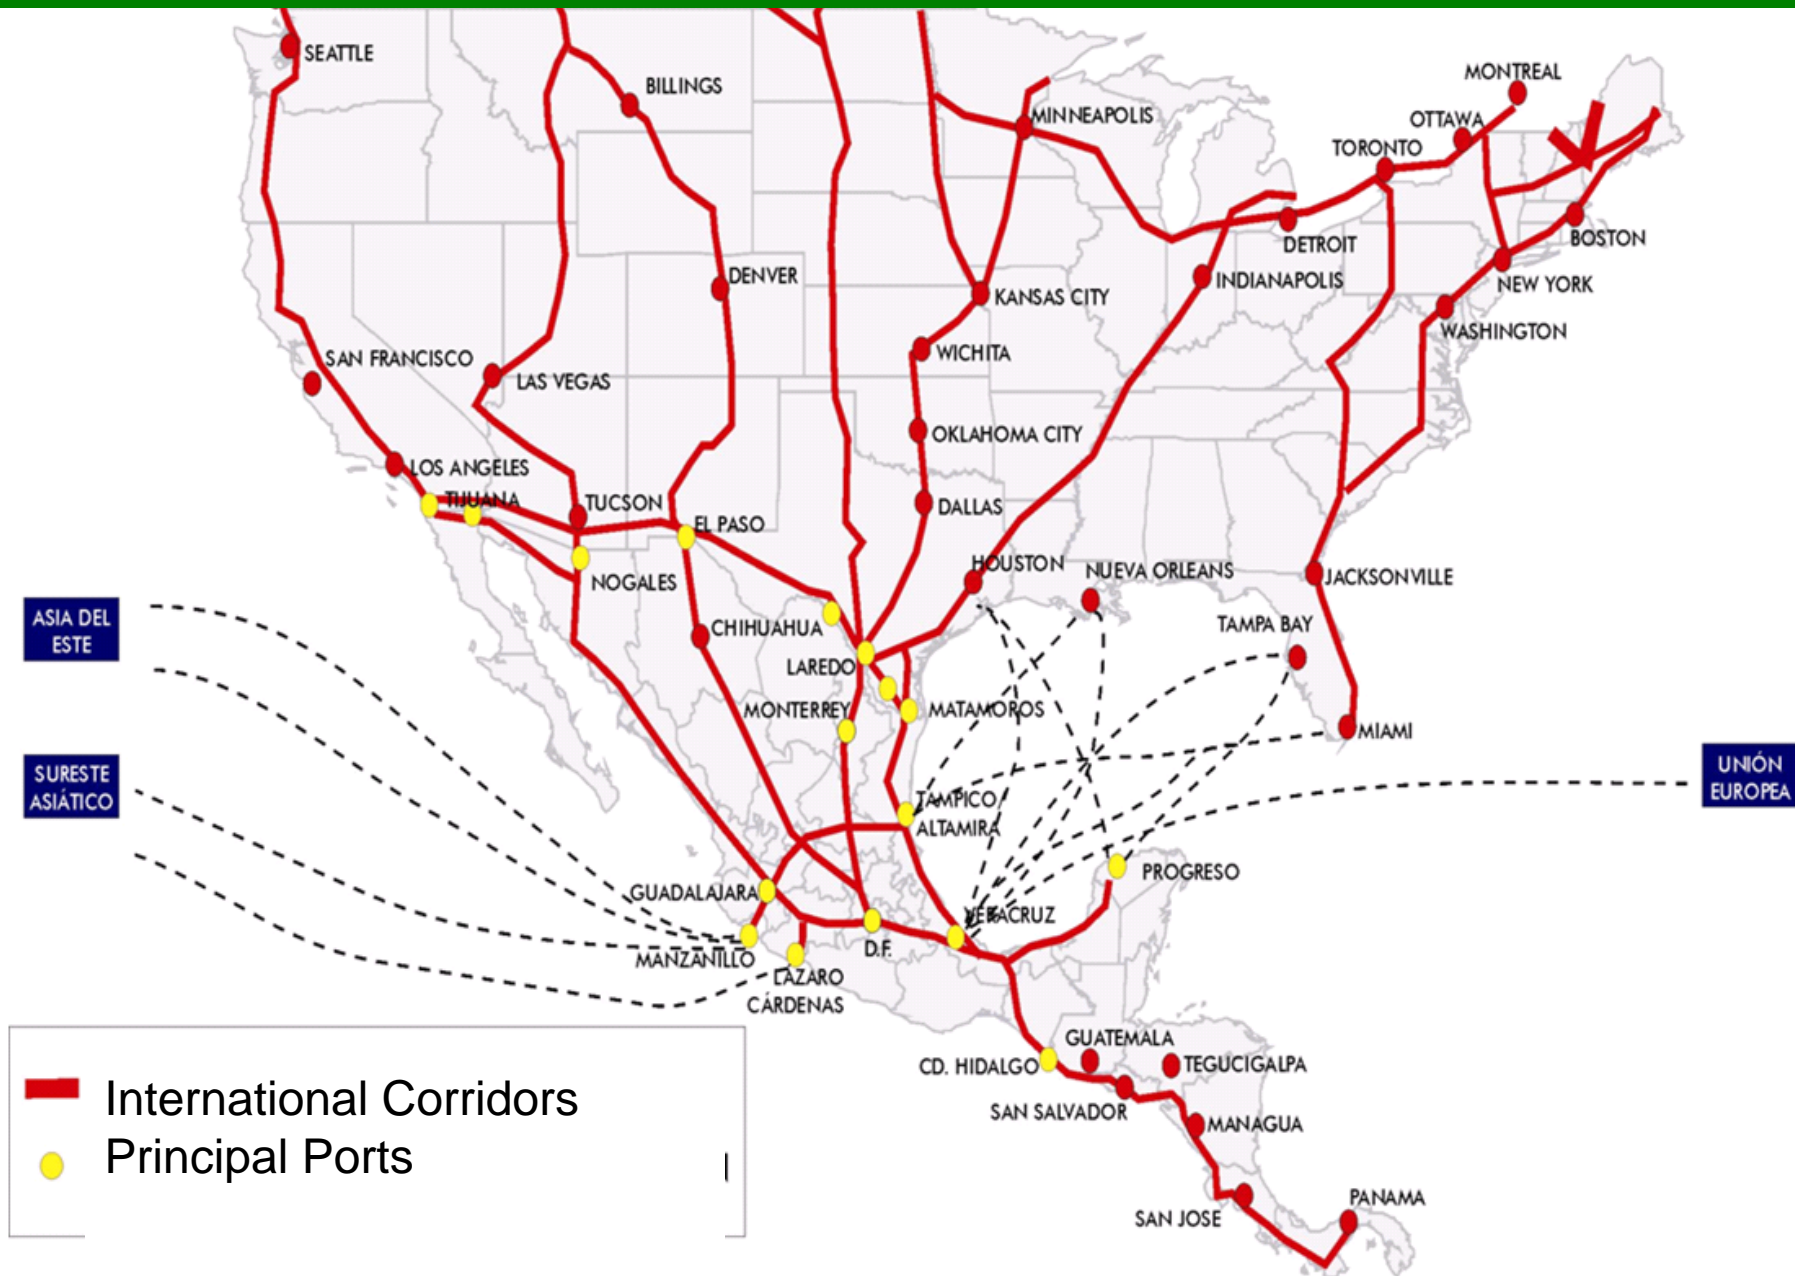 MONTREAL
SEATTLE
BILLINGS
MINNEAPOLIS
OTTAWA
TORONTO
BOSTON
DETROIT
DENVER
INDIANAPOLIS
NEW YORK
KANSAS CITY
WASHINGTON
SAN FRANCISCO
WICHITA
LAS VEGAS
OKLAHOMA CITY
LOS ANGELES
TIJUANA
TUCSON
DALLAS
EL PASO
HOUSTON
NUEVA ORLEANS
JACKSONVILLE
NOGALES
ASIA DEL
ESTE
CHIHUAHUA
TAMPA BAY
LAREDO
MONTERREY
MATAMOROS
MIAMI
SURESTE
ASIÁTICO
UNIÓN
EUROPEA
TAMPICO
ALTAMIRA
PROGRESO
GUADALAJARA
VERACRUZ
D.F.
MANZANILLO
LAZARO
CÁRDENAS
GUATEMALA
CD. HIDALGO
TEGUCIGALPA
SAN SALVADOR
MANAGUA
PANAMA
SAN JOSE
International Corridors
Principal Ports